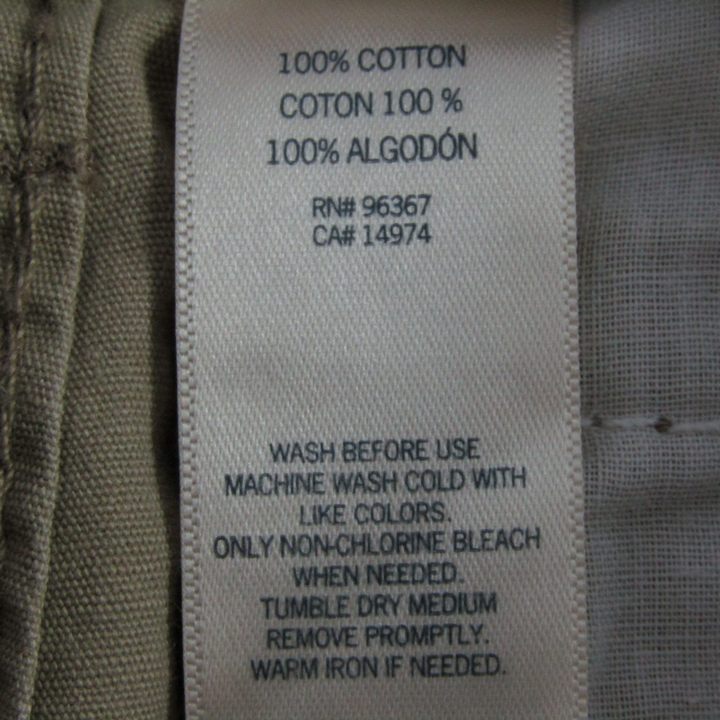 100% COTTON
COTON 100 %
100% ALGODÓN
RN# 96367
CA# 14974
WASH BEFORE USE
MACHINE WASH COLD WITH
LIKE COLORS.
ONLY NON-CHLORINE BLEACH
WHEN NEEDED.
TUMBLE DRY MEDIUM
REMOVE PROMPTLY.
WARM IRON IF NEEDED.